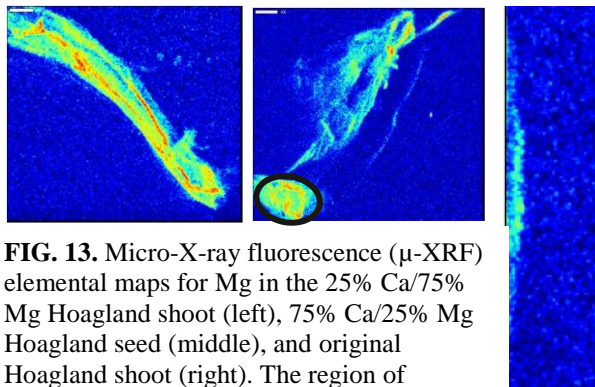 FIG. 13. Micro-X-ray fluorescence (µ-XRF)
elemental maps for Mg in the 25% Ca/75%
Mg Hoagland shoot (left), 75% Ca/25% Mg
Hoagland seed (middle), and original
Hoagland shoot (right). The region of